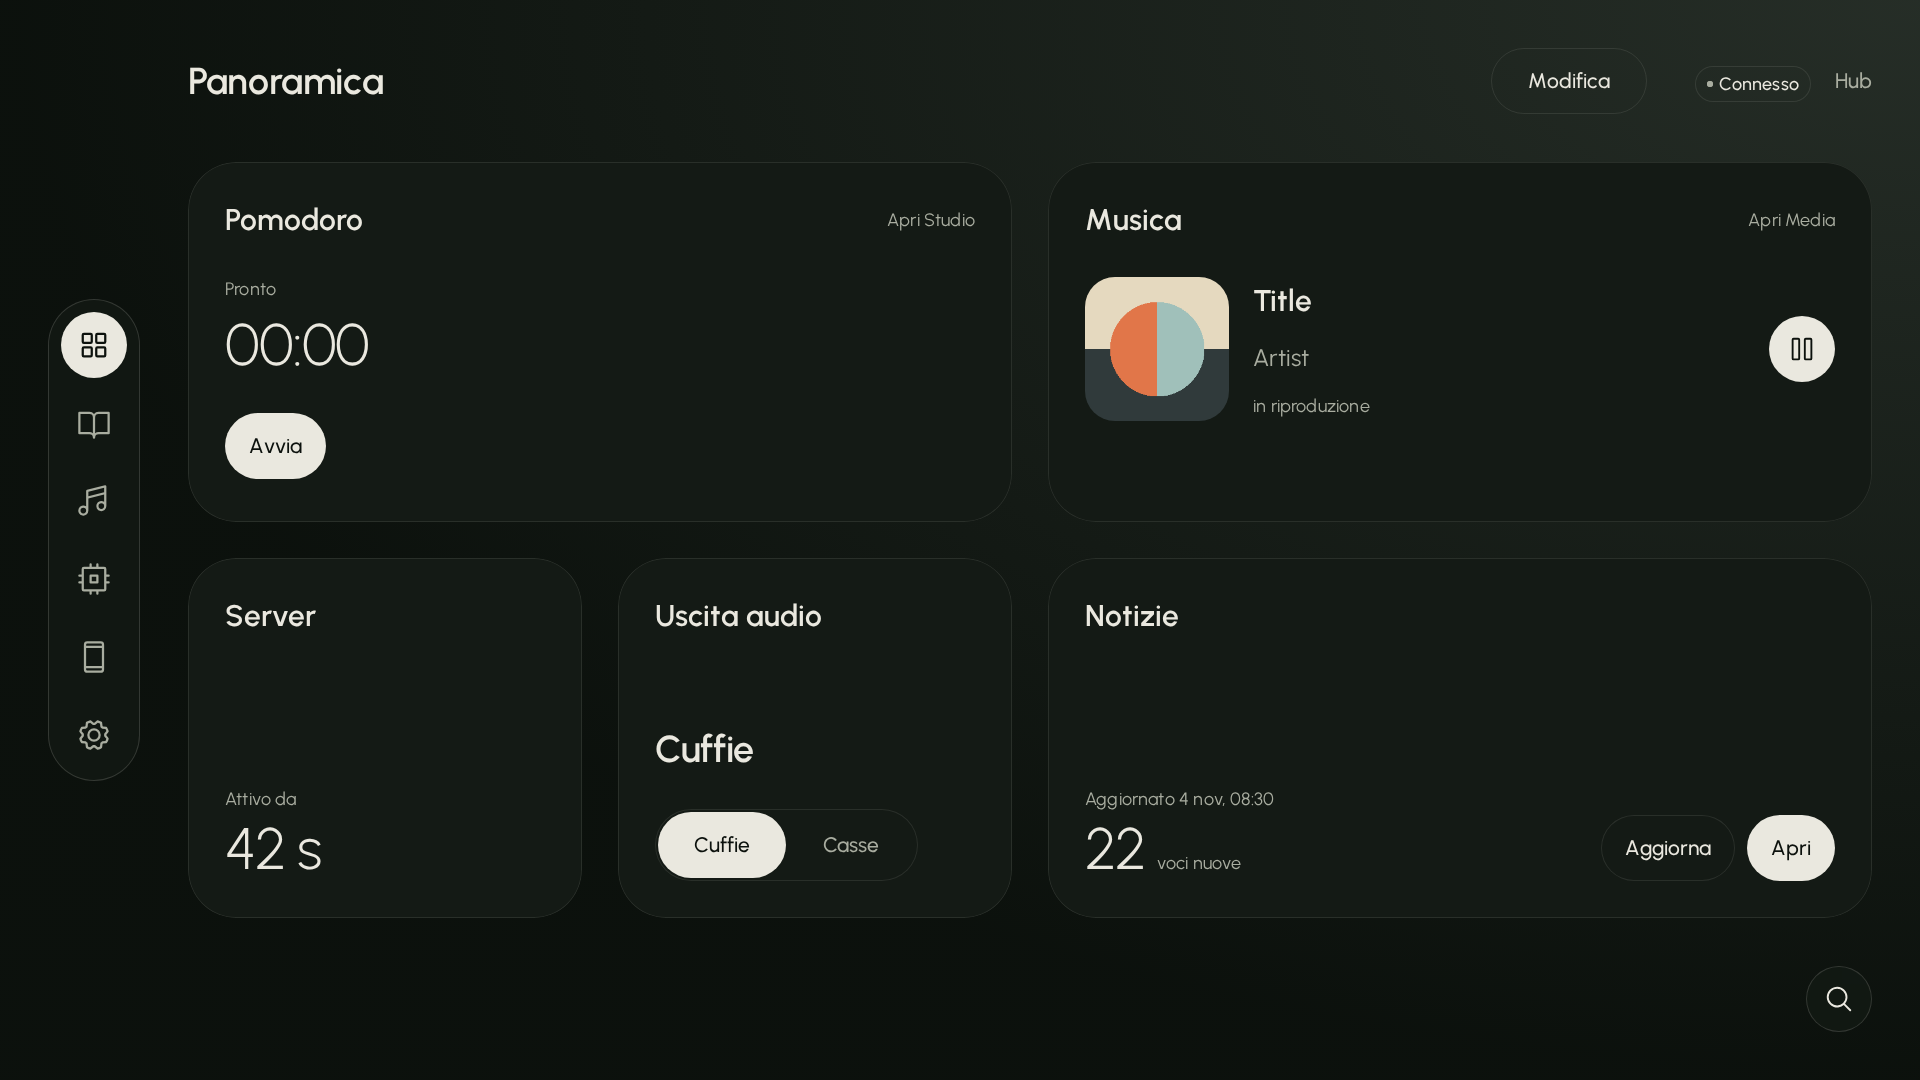 Panoramica
Modifica
Connesso
Hub
Pomodoro
Apri Studio
Pronto
00:00
Avvia
Musica
Apri Media
Title
Artist
in riproduzione
Server
Attivo da
42 s
Uscita audio
Cuffie
Cuffie
Casse
Notizie
Aggiornato 4 nov, 08:30
22 voci nuove
Aggiorna
Apri